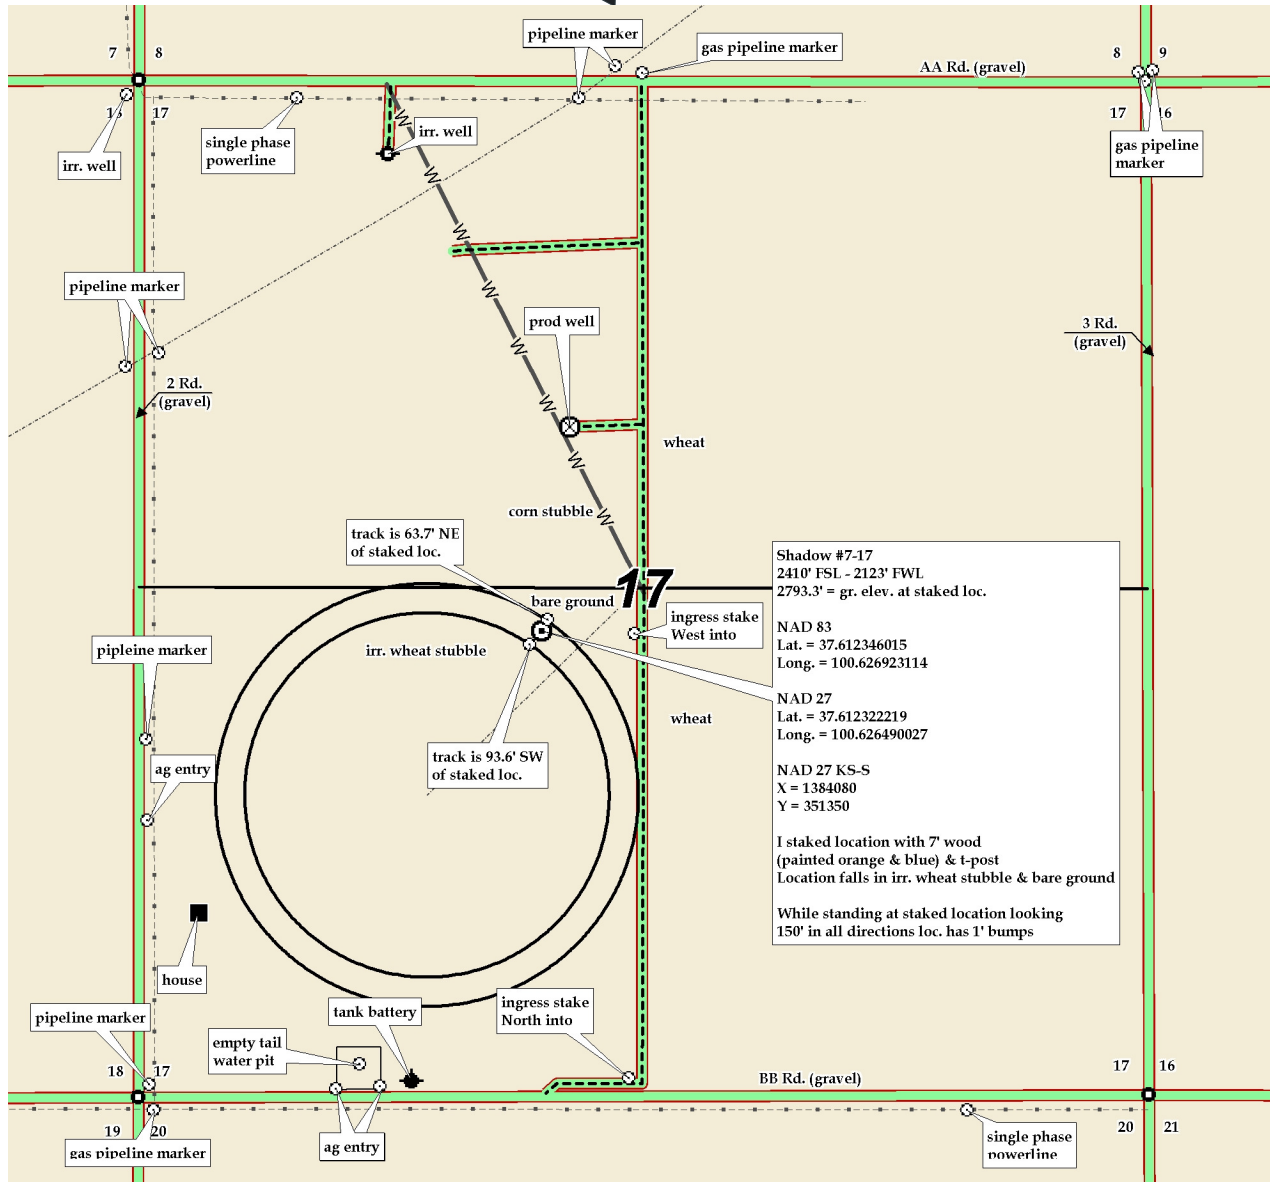 pipeline marker
gas pipeline marker
7
8
8
9
AA Rd. (gravel)
17
17
16
irr. well
single phase
powerline
irr. well
gas pipeline
marker
pipeline marker
prod well
3 Rd.
(gravel)
2 Rd.
(gravel)
W
W
W
W
W
W
W
W
wheat
corn stubble
track is 63.7' NE
of staked loc.
17
bare ground
ingress stake
West into
irr. wheat stubble
pipleine marker
wheat
track is 93.6' SW
of staked loc.
ag entry
Shadow #7-17
2410' FSL - 2123' FWL
2793.3' = gr. elev. at staked loc.
NAD 83
Lat. = 37.612346015
Long. = 100.626923114
NAD 27
Lat. = 37.612322219
Long. = 100.626490027
NAD 27 KS-S
X = 1384080
Y = 351350
I staked location with 7' wood
(painted orange & blue) & t-post
Location falls in irr. wheat stubble & bare ground
While standing at staked location looking
150' in all directions loc. has 1' bumps
house
pipeline marker
tank battery
ingress stake
North into
empty tail
water pit
18
17
17
16
BB Rd. (gravel)
19
20
20
21
gas pipeline marker
ag entry
single phase
powerline